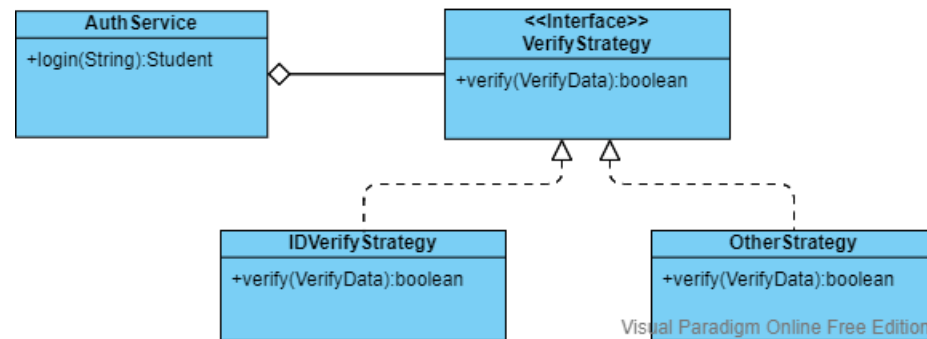 AuthService
+login(String):Student
<<Interface>>
VerifyStrategy
+verify(VerifyData):boolean
IDVerifyStrategy
+verify(VerifyData):boolean
OtherStrategy
+verify(VerifyData):boolean
Visual Paradigm Online Free Edition